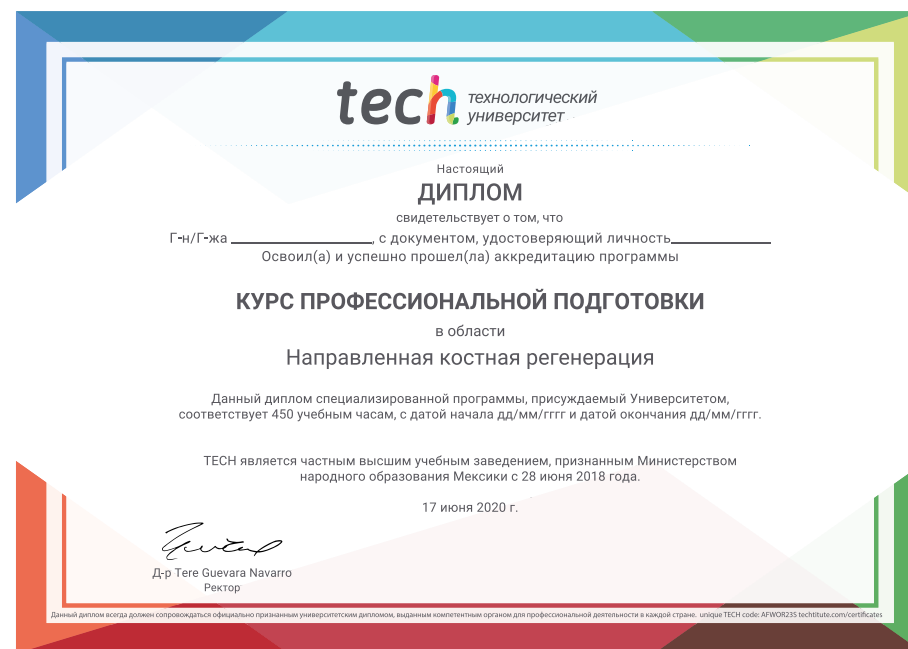 tech технологический
университет
Настоящий
ДИПЛОМ
свидетельствует о том, что
Г-н/Г-жа ____________________, с документом, удостоверяющий личность______________
Освоил(а) и успешно прошел(ла) аккредитацию программы
КУРС ПРОФЕССИОНАЛЬНОЙ ПОДГОТОВКИ
в области
Направленная костная регенерация
Данный диплом специализированной программы, присуждаемый Университетом,
соответствует 450 учебным часам, с датой начала дд/мм/гггг и датой окончания дд/мм/гггг.
TECH является частным высшим учебным заведением, признанным Министерством
народного образования Мексики с 28 июня 2018 года.
17 июня 2020 г.
Д-р Tere Guevara Navarro
Ректор
Данный диплом всегда должен сопровождаться официально признанным университетским дипломом, выданным компетентным органом для профессиональной деятельности в каждой стране. unique TECH code: AFWOR235 techtitute.com/certificates